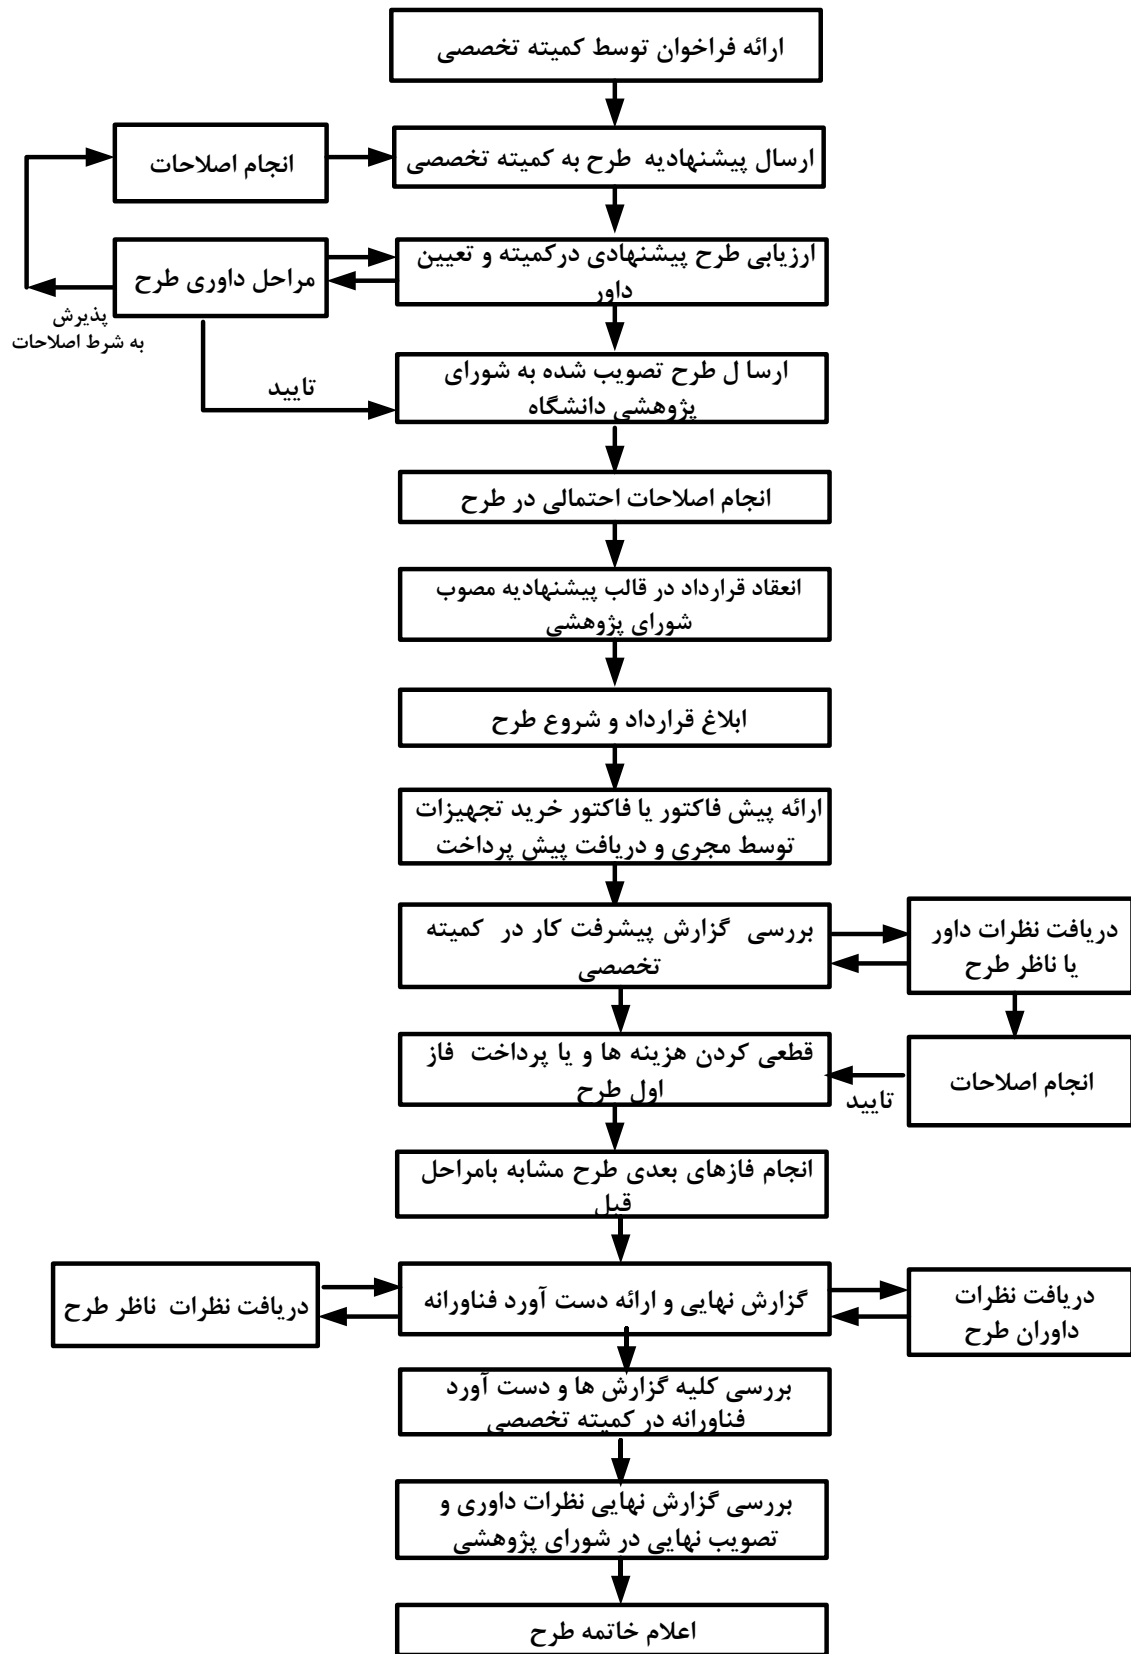 ارائه فراخوان توسط کمیته تخصصی
انجام اصلاحات
ارسال پیشنهادیه طرح به کمیته تخصصی
مراحل داوری طرح
ارزیابی طرح پیشنهادی درکمیته و تعیین
داور
پذیرش
به شرط اصلاحات
تایید
ارسا ل طرح تصویب شده به شورای
پژوهشی دانشگاه
انجام اصلاحات احتمالی در طرح
انعقاد قرارداد در قالب پیشنهادیه مصوب
شورای پژوهشی
ابلاغ قرارداد و شروع طرح
ارائه پیش فاکتور یا فاکتور خرید تجهیزات
توسط مجری و دریافت پیش پرداخت
بررسی گزارش پیشرفت کار در کمیته
تخصصی
دریافت نظرات داور
یا ناظر طرح
قطعی کردن هزینه ها و یا پرداخت فاز
اول طرح
تایید
انجام اصلاحات
انجام فازهای بعدی طرح مشابه بامراحل
قبل
دریافت نظرات ناظر طرح
گزارش نهایی و ارائه دست آورد فناورانه
دریافت نظرات
داوران طرح
بررسی کلیه گزارش ها و دست آورد
فناورانه در کمیته تخصصی
بررسی گزارش نهایی نظرات داوری و
تصویب نهایی در شورای پژوهشی
اعلام خاتمه طرح